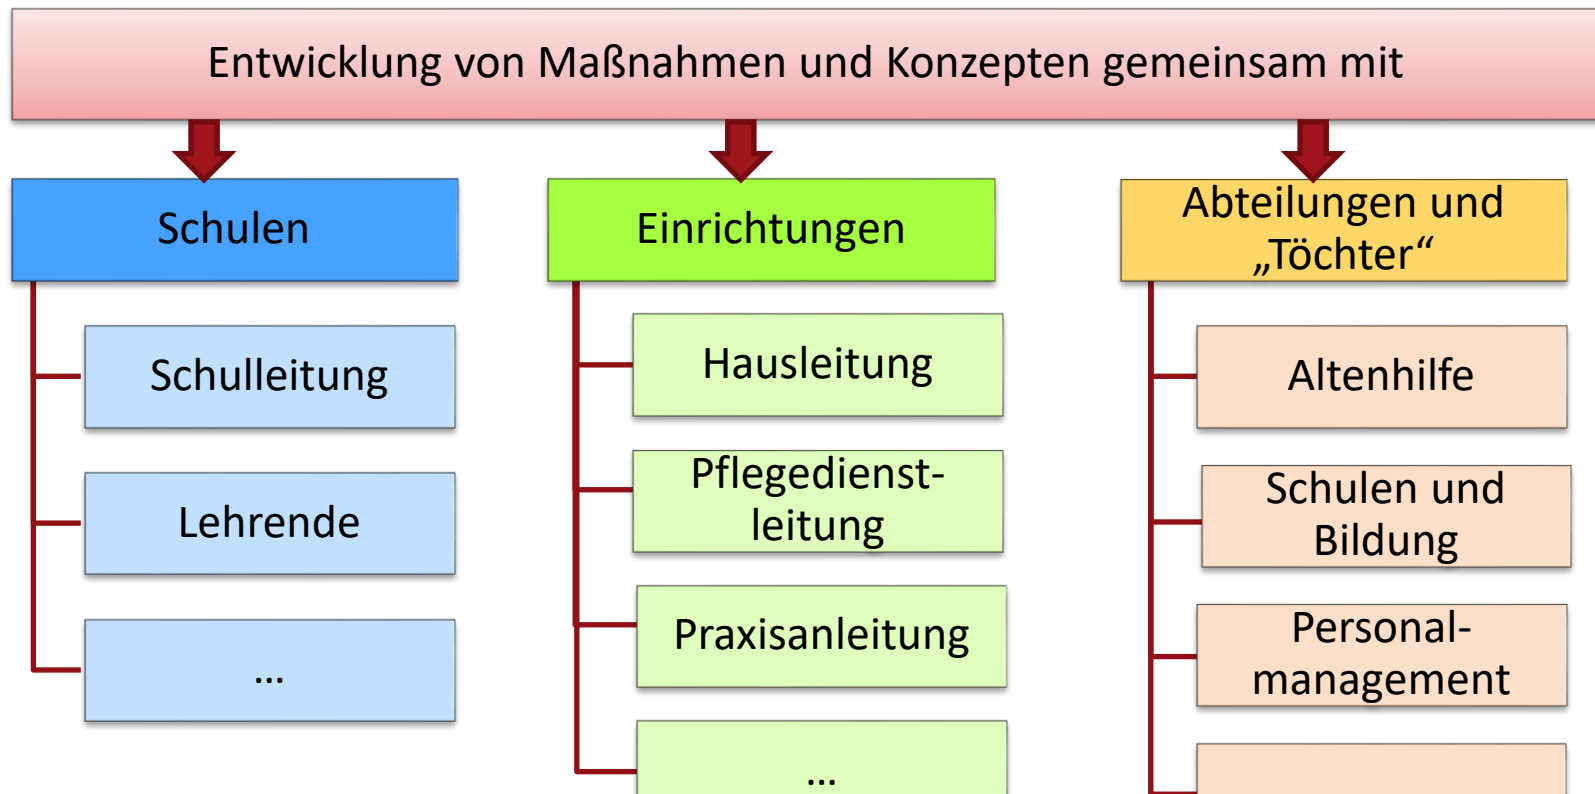 Entwicklung von Maßnahmen und Konzepten gemeinsam mit
Schulen
Schulleitung
Lehrende
...
Einrichtungen
Hausleitung
Pflegedienst-
leitung
Praxisanleitung
...
Abteilungen und
„Töchter“
Altenhilfe
Schulen und
Bildung
Personal-
management